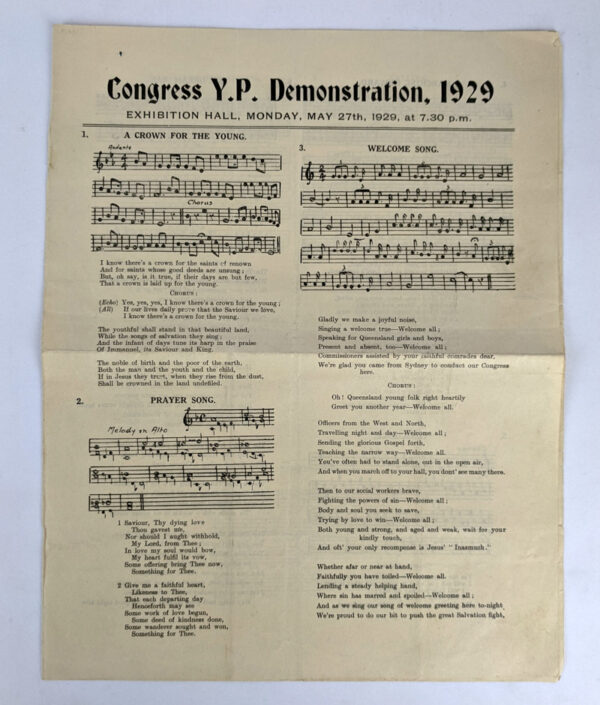 Congress Y.P. Demonstration, 1929
EXHIBITION HALL, MONDAY, MAY 27th, 1929, at 7.30 p.m.
1. A CROWN FOR THE YOUNG.
Andante
Chorus
I know there's a crown for the saints of renown
And for saints whose good deeds are unsung;
But, oh say, is it true, if their days are but few,
That a crown is laid up for the young.
CHORUS:
(Echo) Yes, yes, yes, I know there's a crown for the young;
(All) If our lives daily prove that the Saviour we love,
I know there's a crown for the young.
The youthful shall stand in that beautiful land,
While the songs of salvation they sing;
And the infant of days tune its harp in the praise
Of Immanuel, its Saviour and King.
The noble of birth and the poor of the earth,
Both the man and the youth and the child,
If in Jesus they trust, when they rise from the dust,
Shall be crowned in the land undefiled.
2. PRAYER SONG.
Melody in Alto
1 Saviour, Thy dying love
Thou gavest me,
Nor should I aught withhold,
My Lord, from Thee;
In love my soul would bow,
My heart fulfil its vow,
Some offering bring Thee now,
Something for Thee.
2 Give me a faithful heart,
Likeness to Thee,
That each departing day
Henceforth may see
Some work of love begun,
Some deed of kindness done,
Some wanderer sought and won,
Something for Thee.
3. WELCOME SONG.
Gladly we make a joyful noise,
Singing a welcome true—Welcome all;
Speaking for Queensland girls and boys,
Present and absent, too—Welcome all;
Commissioners assisted by your faithful comrades dear,
We're glad you came from Sydney to conduct our Congress
here.
CHORUS:
Oh! Queensland young folk right heartily
Greet you another year—Welcome all.
Officers from the West and North,
Travelling night and day—Welcome all;
Sending the glorious Gospel forth,
Teaching the narrow way—Welcome all.
You've often had to stand alone, out in the open air,
And when you march off to your hall, you dont' see many there.
Then to our social workers brave,
Fighting the powers of sin—Welcome all;
Body and soul you seek to save,
Trying by love to win—Welcome all;
Both young and strong, and aged and weak, wait for your
kindly touch,
And oft' your only recompense is Jesus' "Inasmuch."
Whether afar or near at hand,
Faithfully you have toiled—Welcome all.
Lending a steady helping hand,
Where sin has marred and spoiled—Welcome all;
And as we sing our song of welcome greeting here to-night
We're proud to do our bit to push the great Salvation fight,